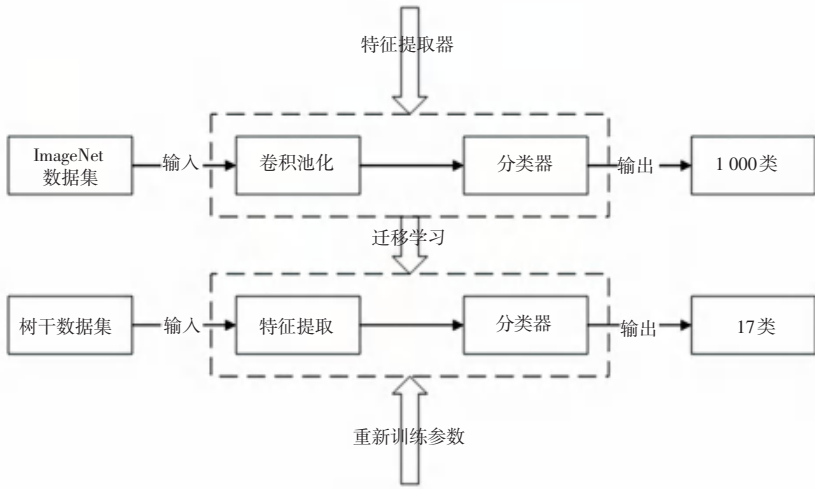 特征提取器
ImageNet
数据集
输入
卷积池化
分类器
输出
1 000类
迁移学习
树干数据集
输入
特征提取
分类器
输出
17类
重新训练参数